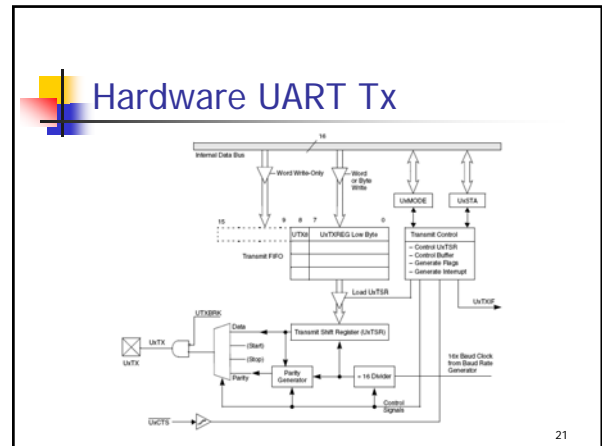 Hardware UART Tx
16
Internal Data Bus
Word Write-Only
Word
or Byte
Write
UxMODE
UxSTA
15
9
8
7
0
UTX8
UxTXREG Low Byte
Transmit FIFO
Transmit Control
– Control UxTSR
– Control Buffer
– Generate Flags
– Generate Interrupt
Load UxTSR
UxTXIF
UTXBRK
Data
Transmit Shift Register (UxTSR)
UxTX
(Start)
(Stop)
UxTX
Parity
Parity
Generator
÷ 16 Divider
16x Baud Clock
from Baud Rate
Generator
Control
Signals
UxCTS
21